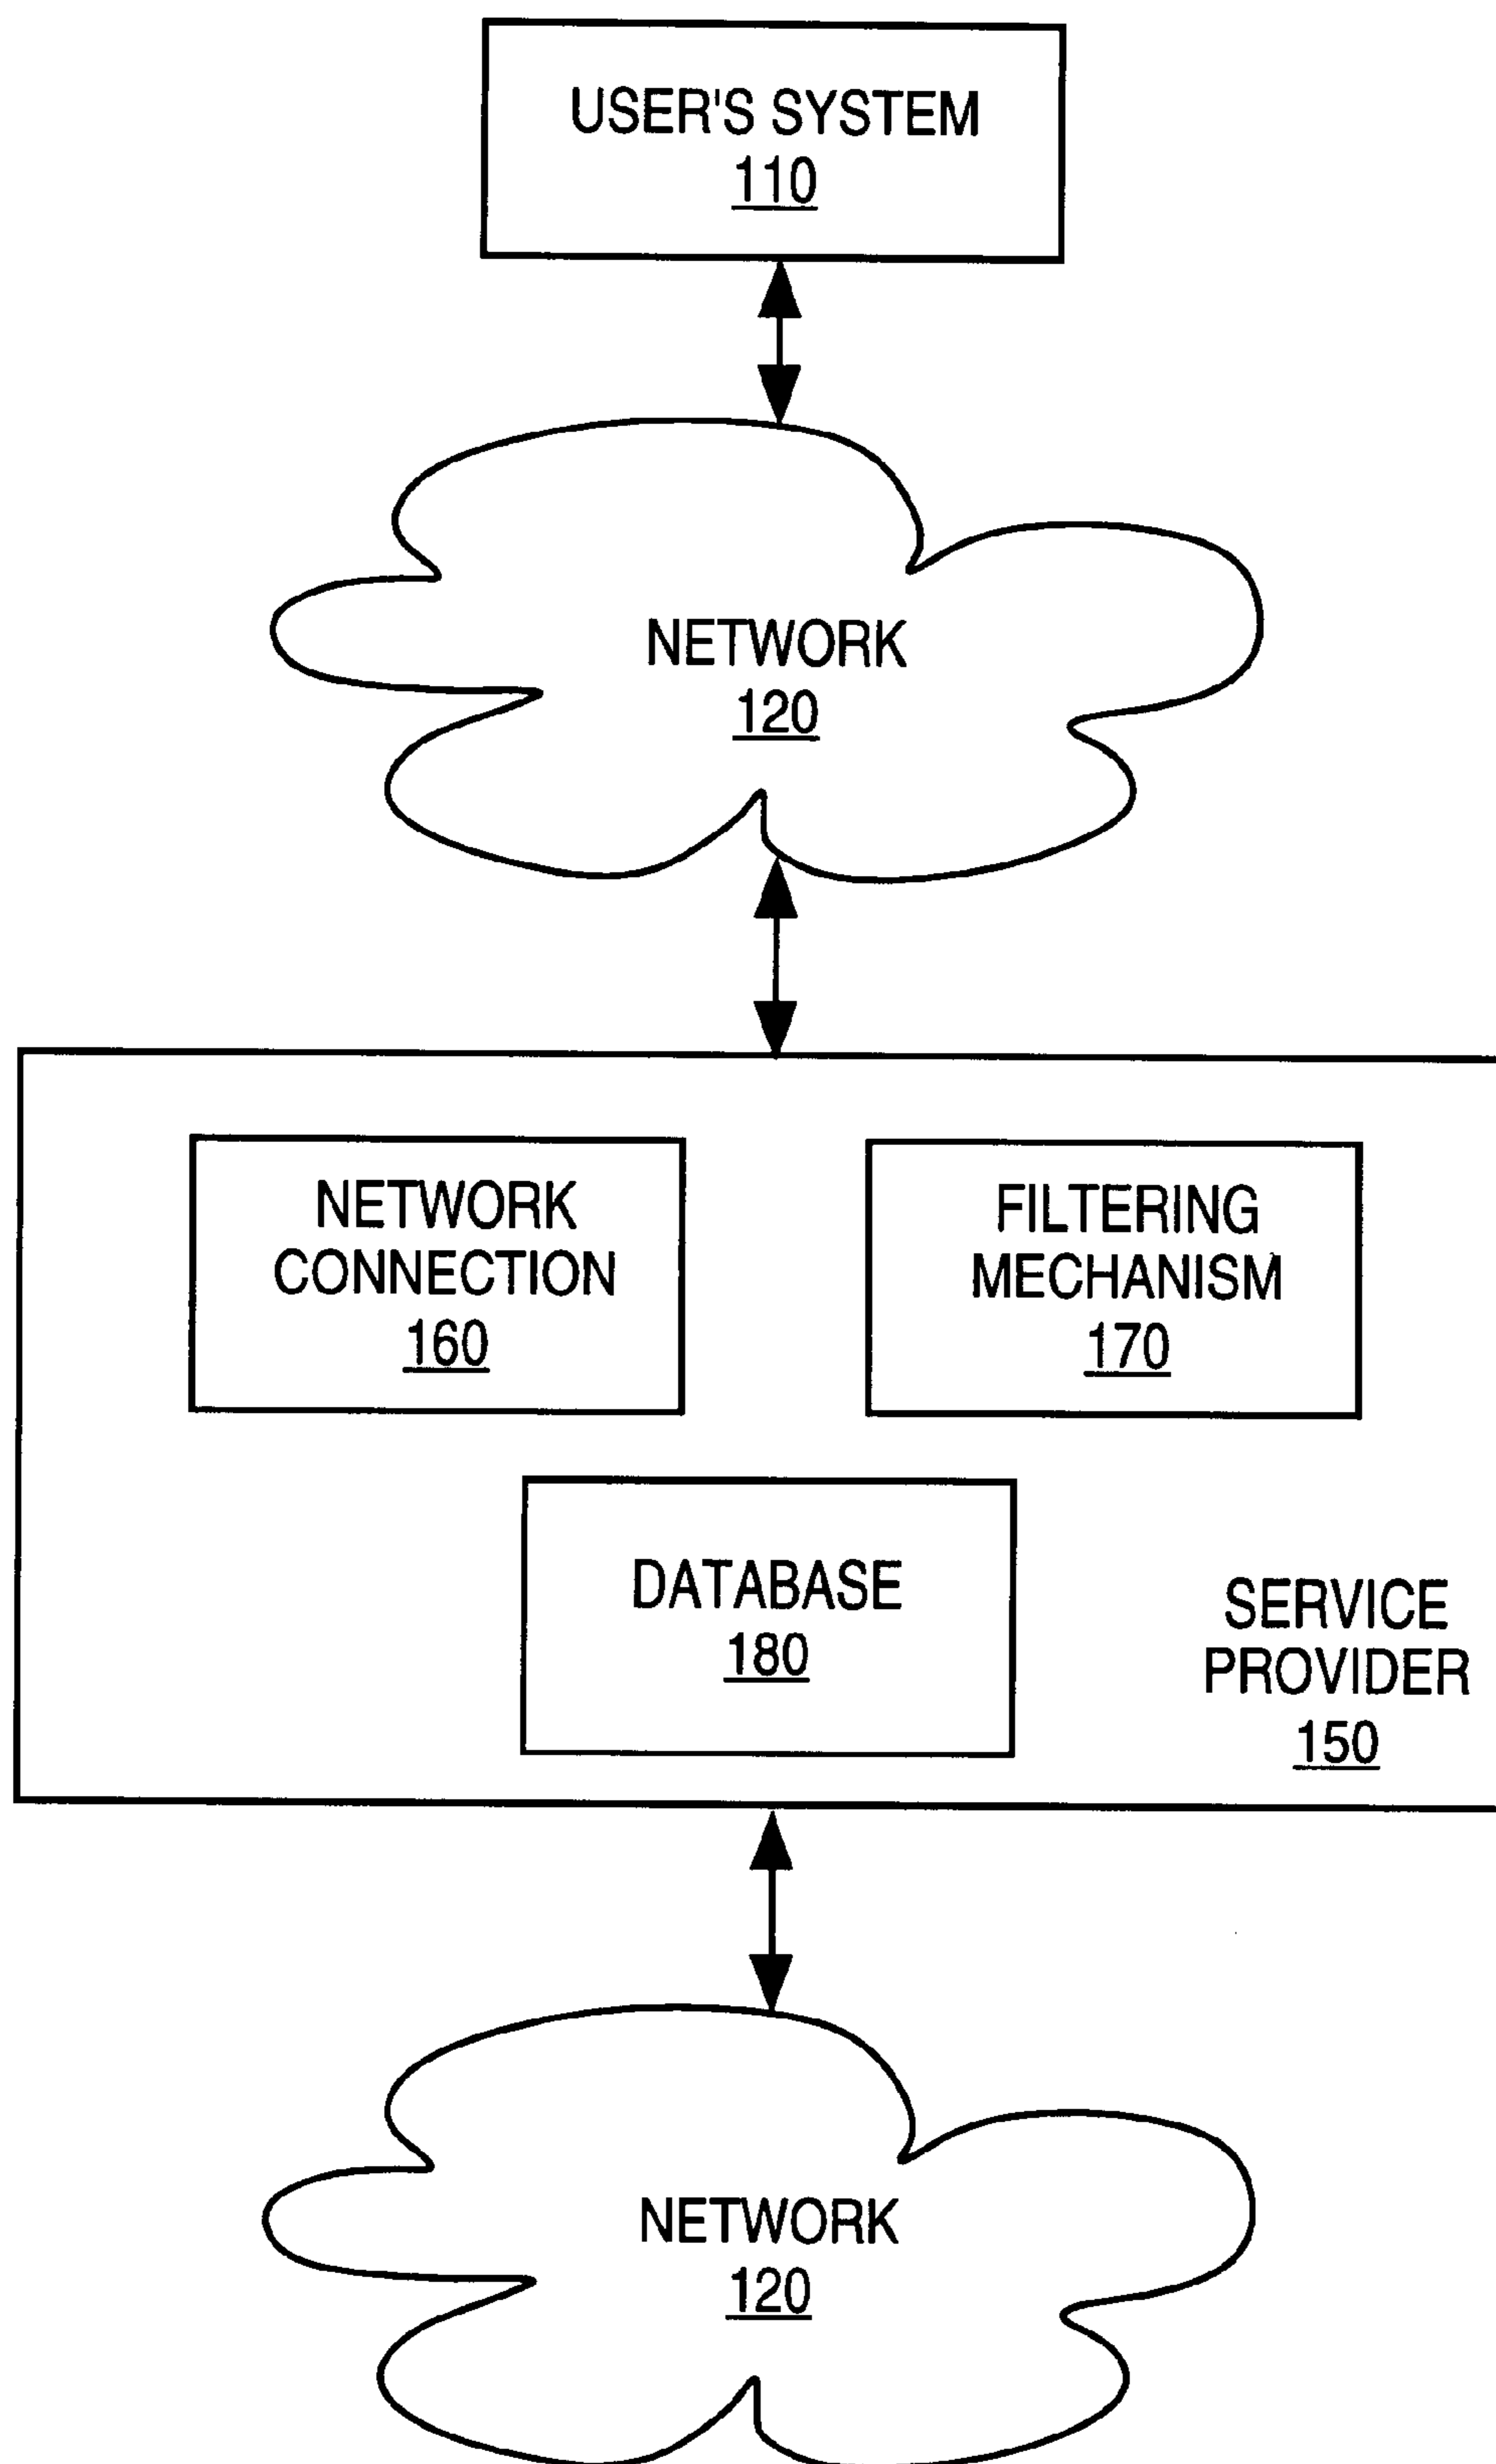 USER'S SYSTEM
110
NETWORK
120
NETWORK
CONNECTION
160
FILTERING
MECHANISM
170
DATABASE
180
SERVICE
PROVIDER
150
NETWORK
120